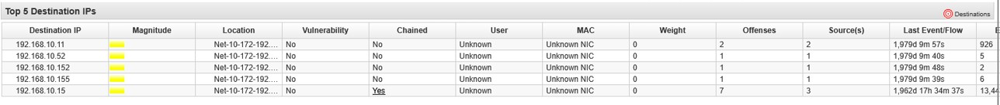 Top 5 Destination IPs
Destinations
Destination IP Magnitude Location Vulnerability Chained User MAC Weight Offenses Source(s) Last Event/Flow E
192.168.10.11 Net-10-172-192.... No No Unknown Unknown NIC 0 2 2 1,979d 9m 57s 926
192.168.10.52 Net-10-172-192.... No No Unknown Unknown NIC 0 1 1 1,979d 9m 40s 5
192.168.10.152 Net-10-172-192.... No No Unknown Unknown NIC 0 1 1 1,979d 9m 48s 2
192.168.10.155 Net-10-172-192.... No No Unknown Unknown NIC 0 1 1 1,979d 9m 39s 6
192.168.10.15 Net-10-172-192.... No Yes Unknown Unknown NIC 0 7 3 1,962d 17h 34m 37s 13,4